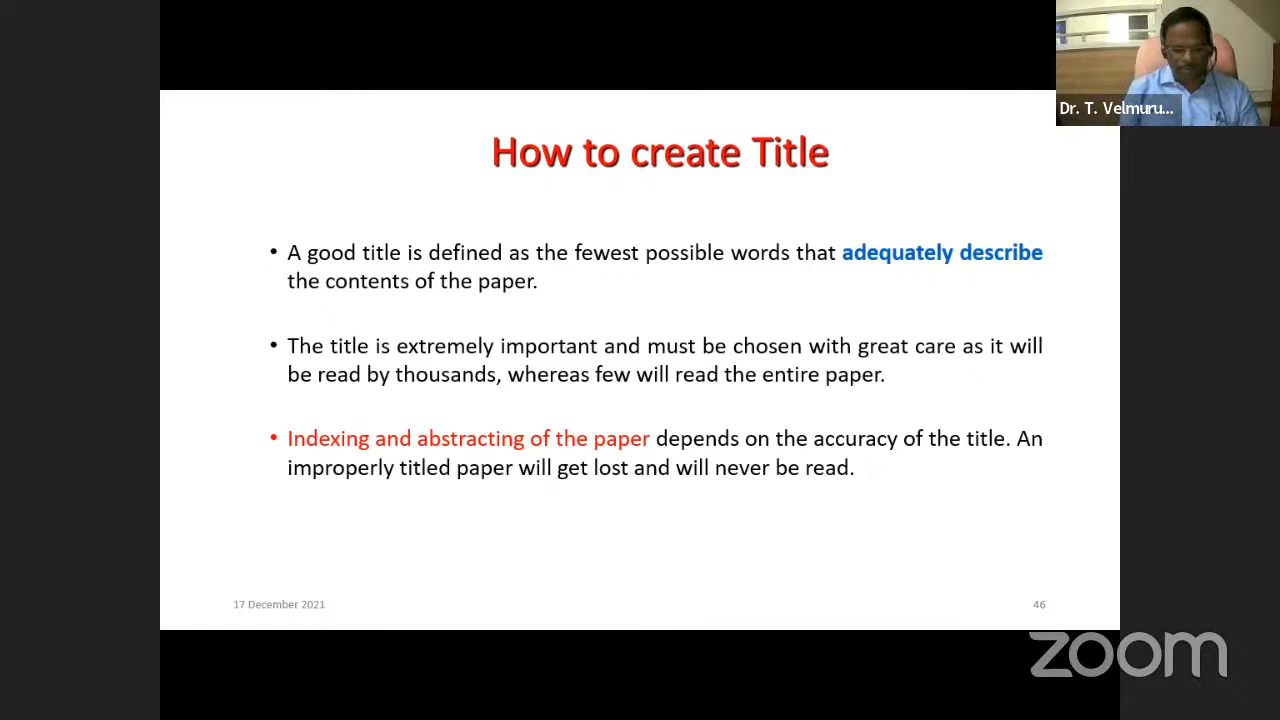 Dr. T. Velmuru...
How to create Title
• A good title is defined as the fewest possible words that adequately describe
the contents of the paper.
• The title is extremely important and must be chosen with great care as it will
be read by thousands, whereas few will read the entire paper.
• Indexing and abstracting of the paper depends on the accuracy of the title. An
improperly titled paper will get lost and will never be read.
17 December 2021
46
zoom